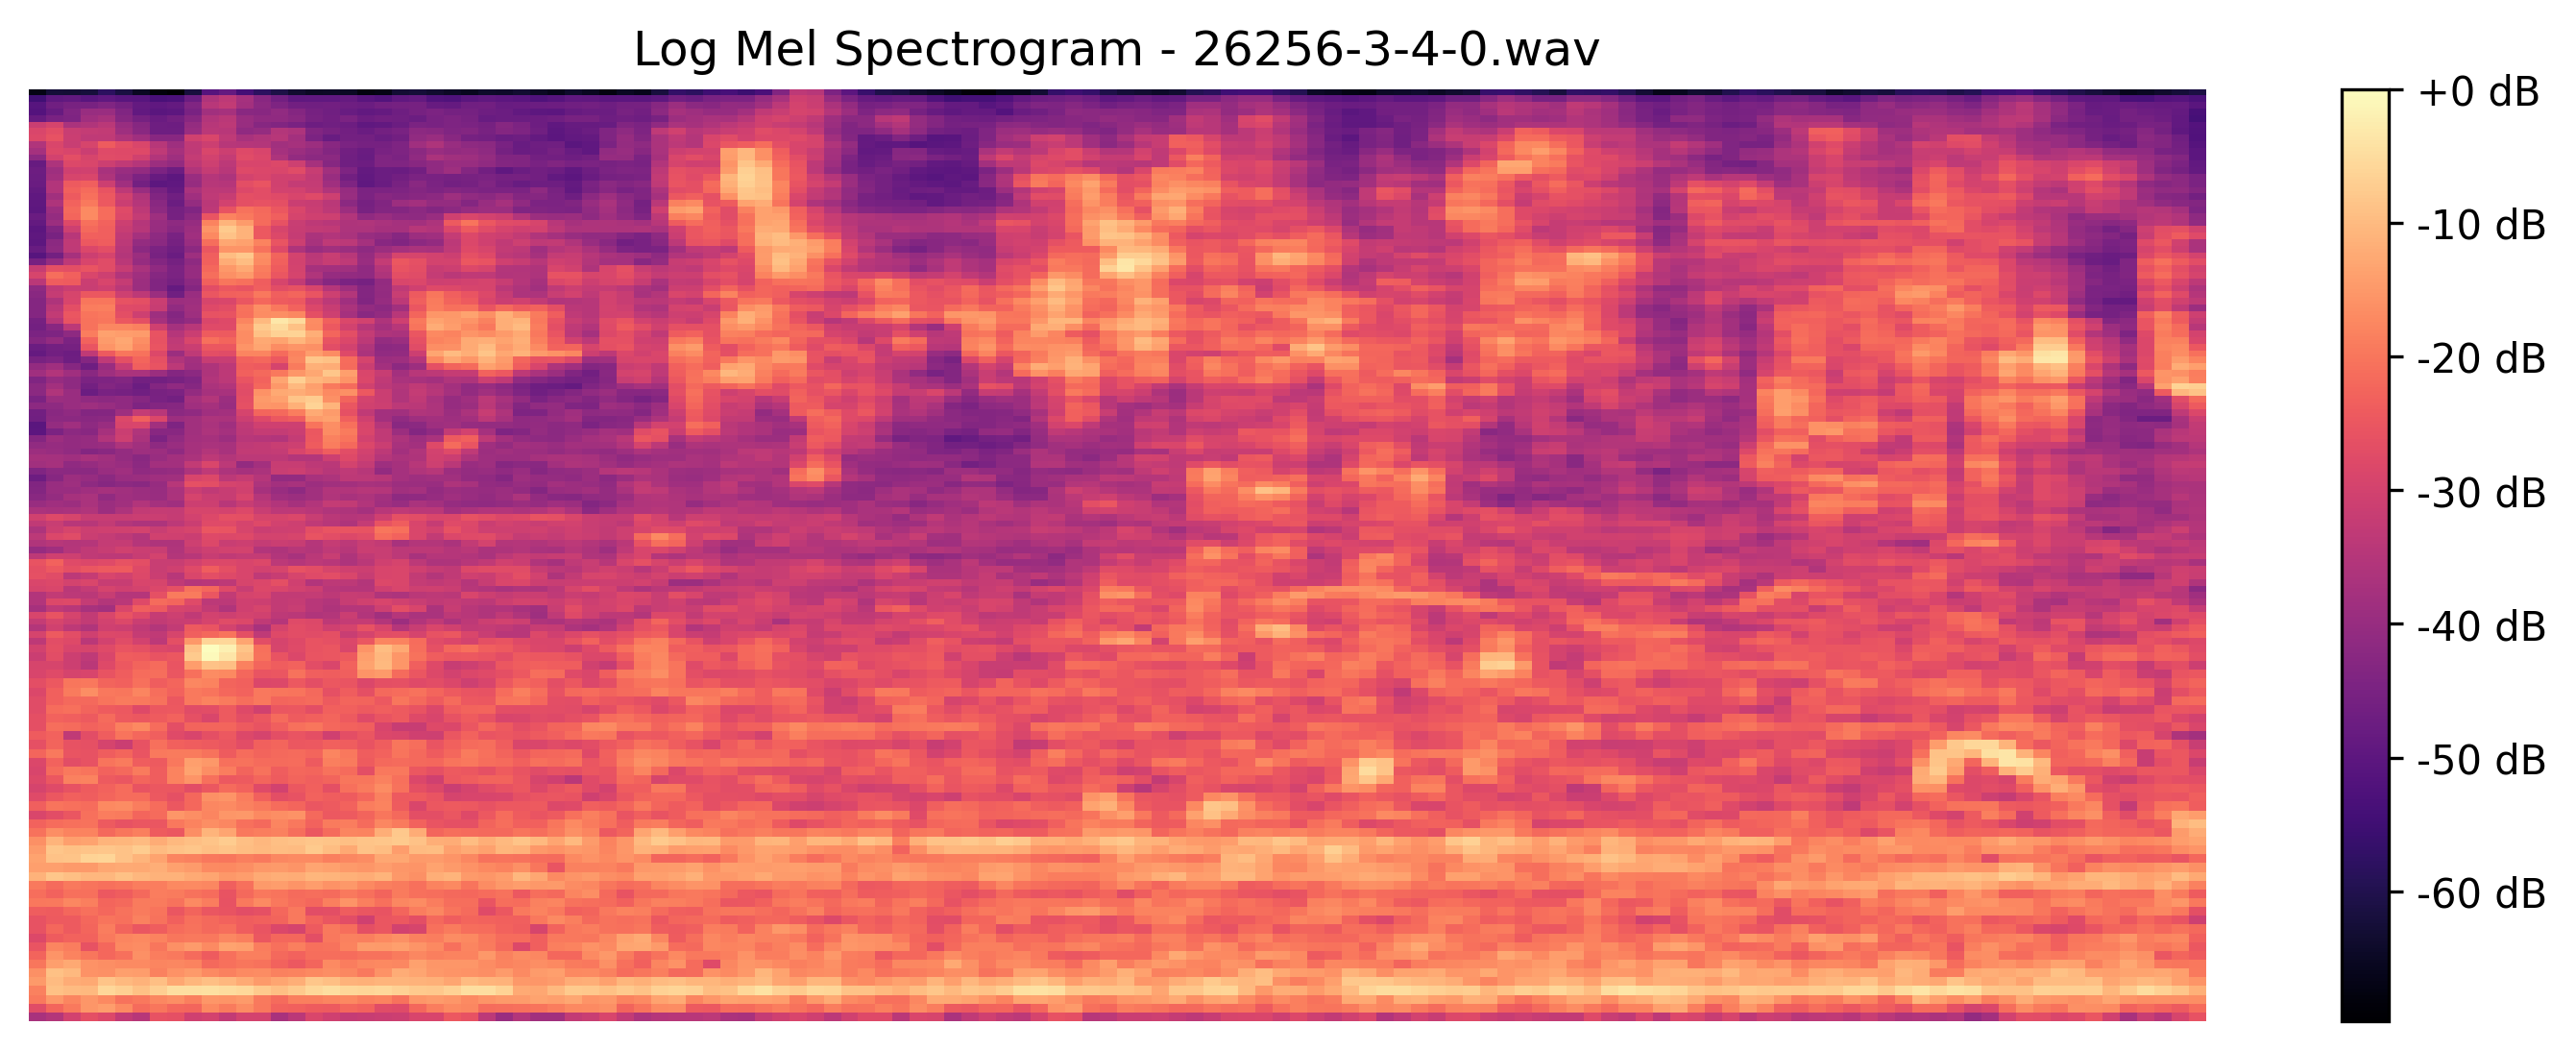 Log Mel Spectrogram - 26256-3-4-0.wav
+0 dB
-10 dB
-20 dB
-30 dB
-40 dB
-50 dB
-60 dB